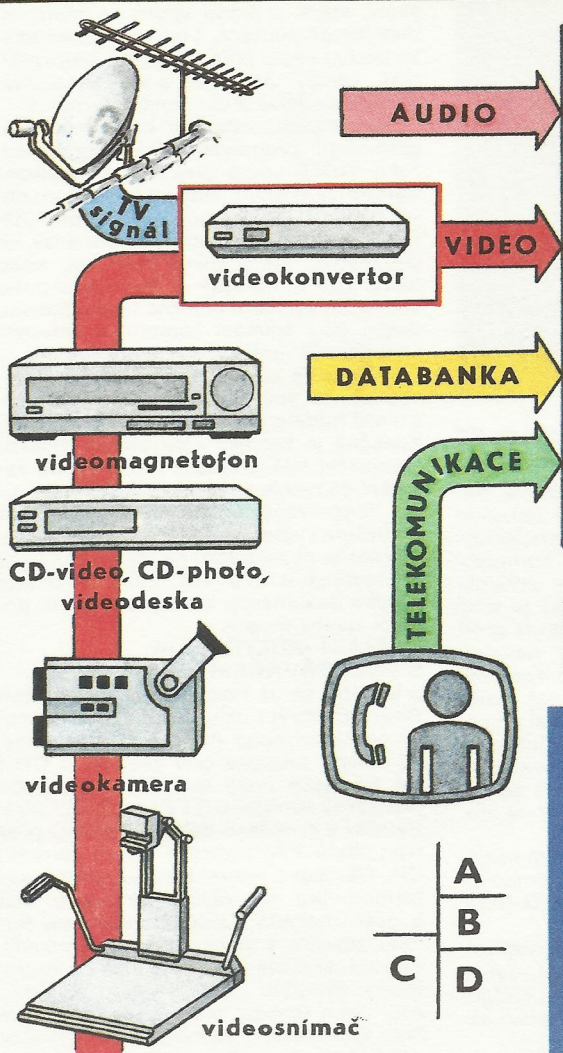 AUDIO
TV
signál
videokonvertor
VIDEO
DATABANKA
videomagnetofon
TELEKOMUNIKACE
CD-video, CD-photo,
videodeska
videokamera
A
B
C
D
videosnímač